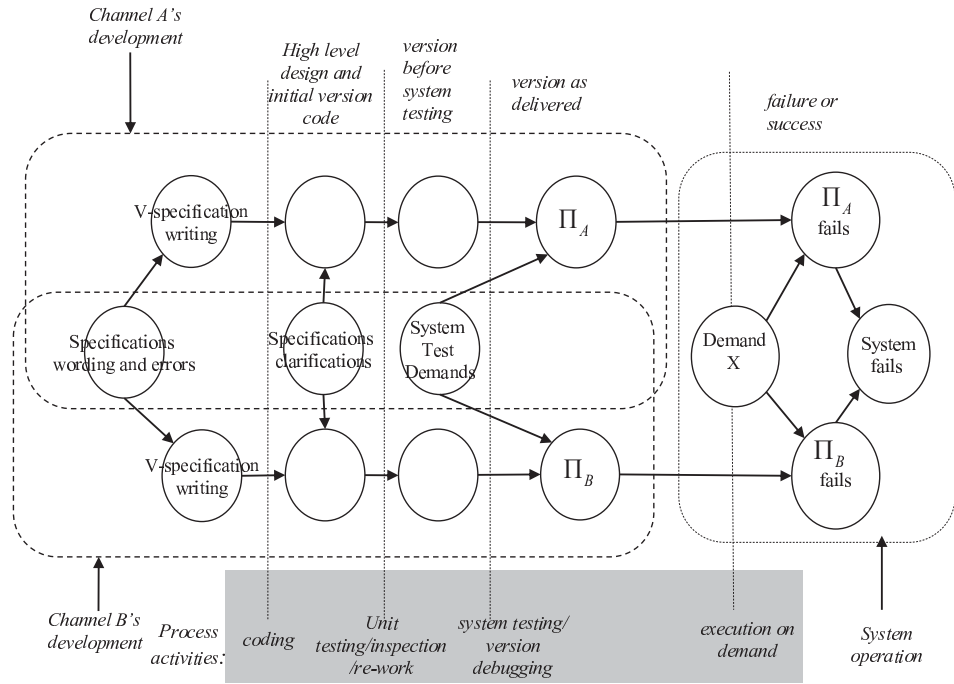 Channel A's
development
High level
design and
initial version
code
version
before
system
testing
version as
delivered
failure or
success
V-specification
writing
Π_A
Π_A
fails
Specifications
wording and errors
Specifications
clarifications
System
Test
Demands
Demand
X
System
fails
V-specification
writing
Π_B
Π_B
fails
Channel B's
development
Process
activities:
coding
Unit
testing/inspection
/re-work
system testing/
version
debugging
execution on
demand
System
operation